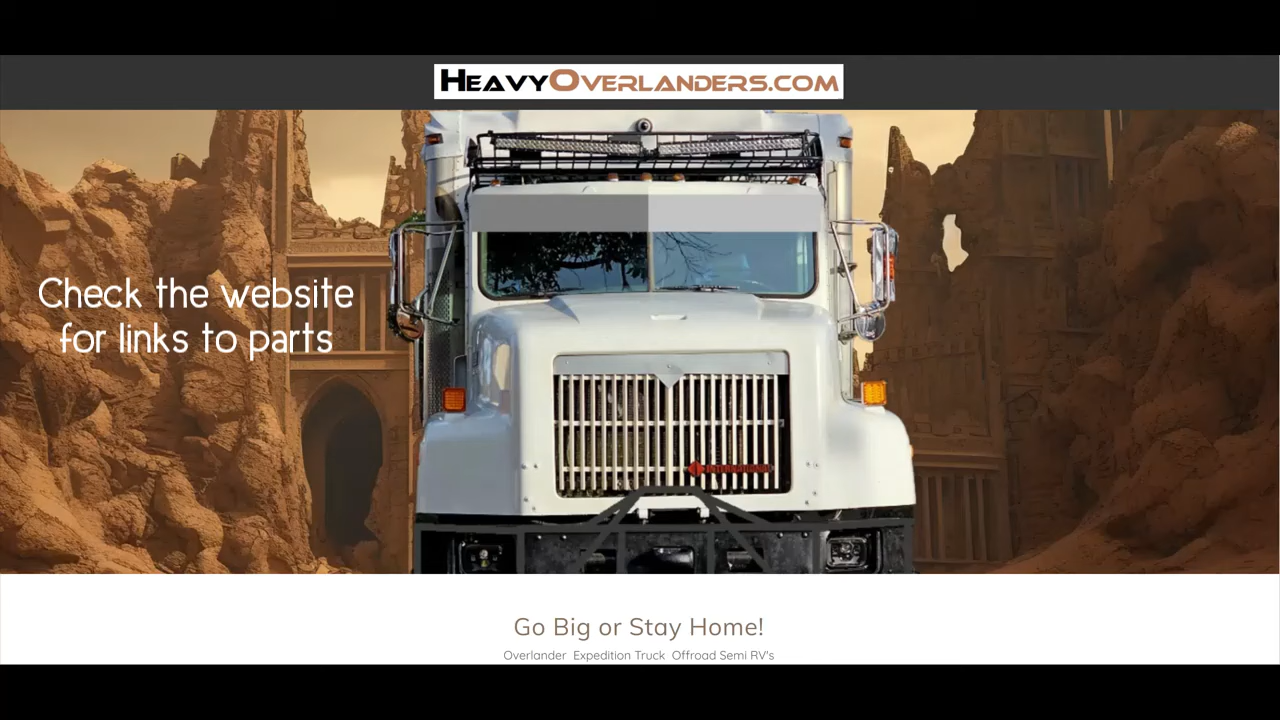 HEAVYOVERLANDERS.COM
Check the website
for links to parts
INTERNATIONAL
Go Big or Stay Home!
Overlander Expedition Truck Offroad Semi RV's